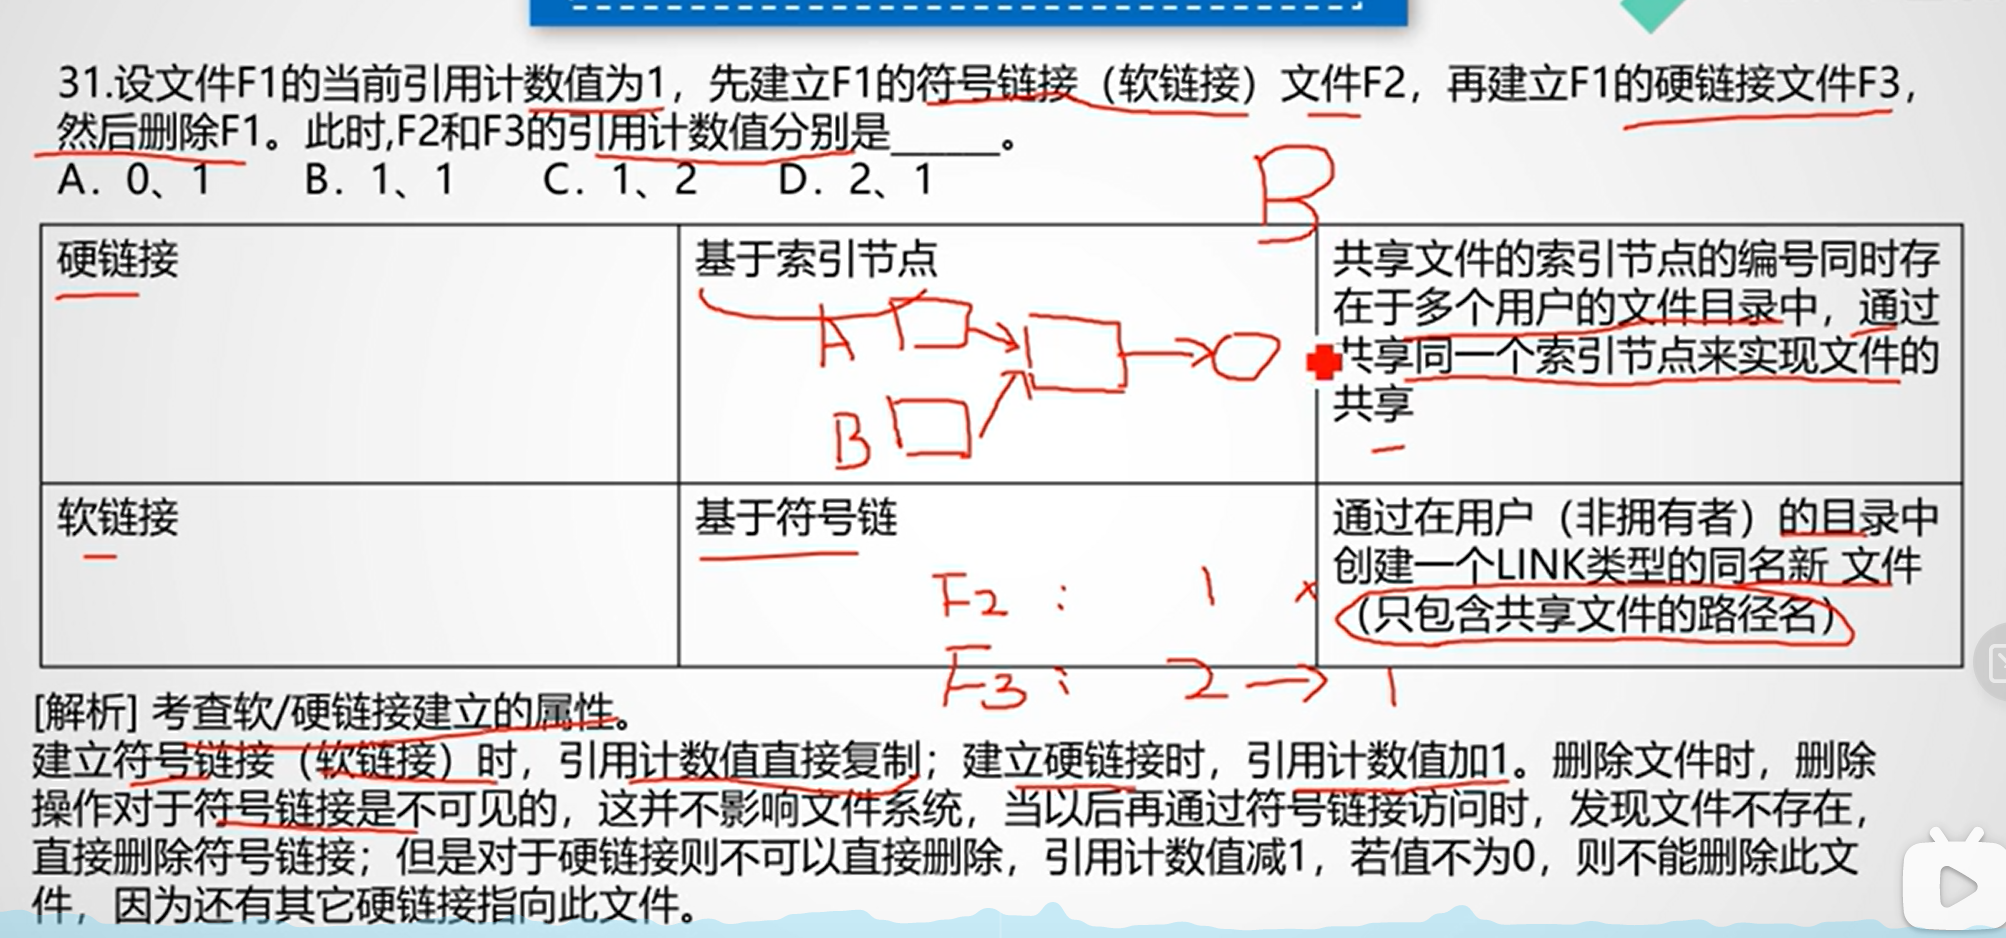 31.设文件F1的当前引用计数值为1，先建立F1的符号链接（软链接）文件F2，再建立F1的硬链接文件F3，
然后删除F1。此时,F2和F3的引用计数值分别是______。
A．0、1 B．1、1 C．1、2 D．2、1
B
硬链接
基于索引节点
A
B
共享文件的索引节点的编号同时存
在于多个用户的文件目录中，通过
共享同一个索引节点来实现文件的
共享
软链接
基于符号链
F2： 1 ×
F3： 2→1
通过在用户（非拥有者）的目录中
创建一个LINK类型的同名新 文件
（只包含共享文件的路径名）
[解析] 考查软/硬链接建立的属性。
建立符号链接（软链接）时，引用计数值直接复制；建立硬链接时，引用计数值加1。删除文件时，删除
操作对于符号链接是不可见的，这并不影响文件系统，当以后再通过符号链接访问时，发现文件不存在，
直接删除符号链接；但是对于硬链接则不可以直接删除，引用计数值减1，若值不为0，则不能删除此文
件，因为还有其它硬链接指向此文件。